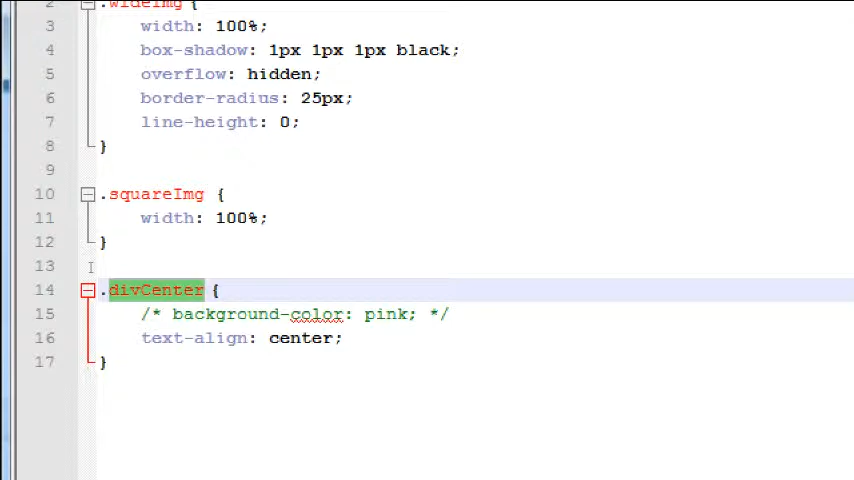 2 .wideImg {
3 width: 100%;
4 box-shadow: 1px 1px 1px black;
5 overflow: hidden;
6 border-radius: 25px;
7 line-height: 0;
8 }
9
10 .squareImg {
11 width: 100%;
12 }
13
14 .divCenter {
15 /* background-color: pink; */
16 text-align: center;
17 }